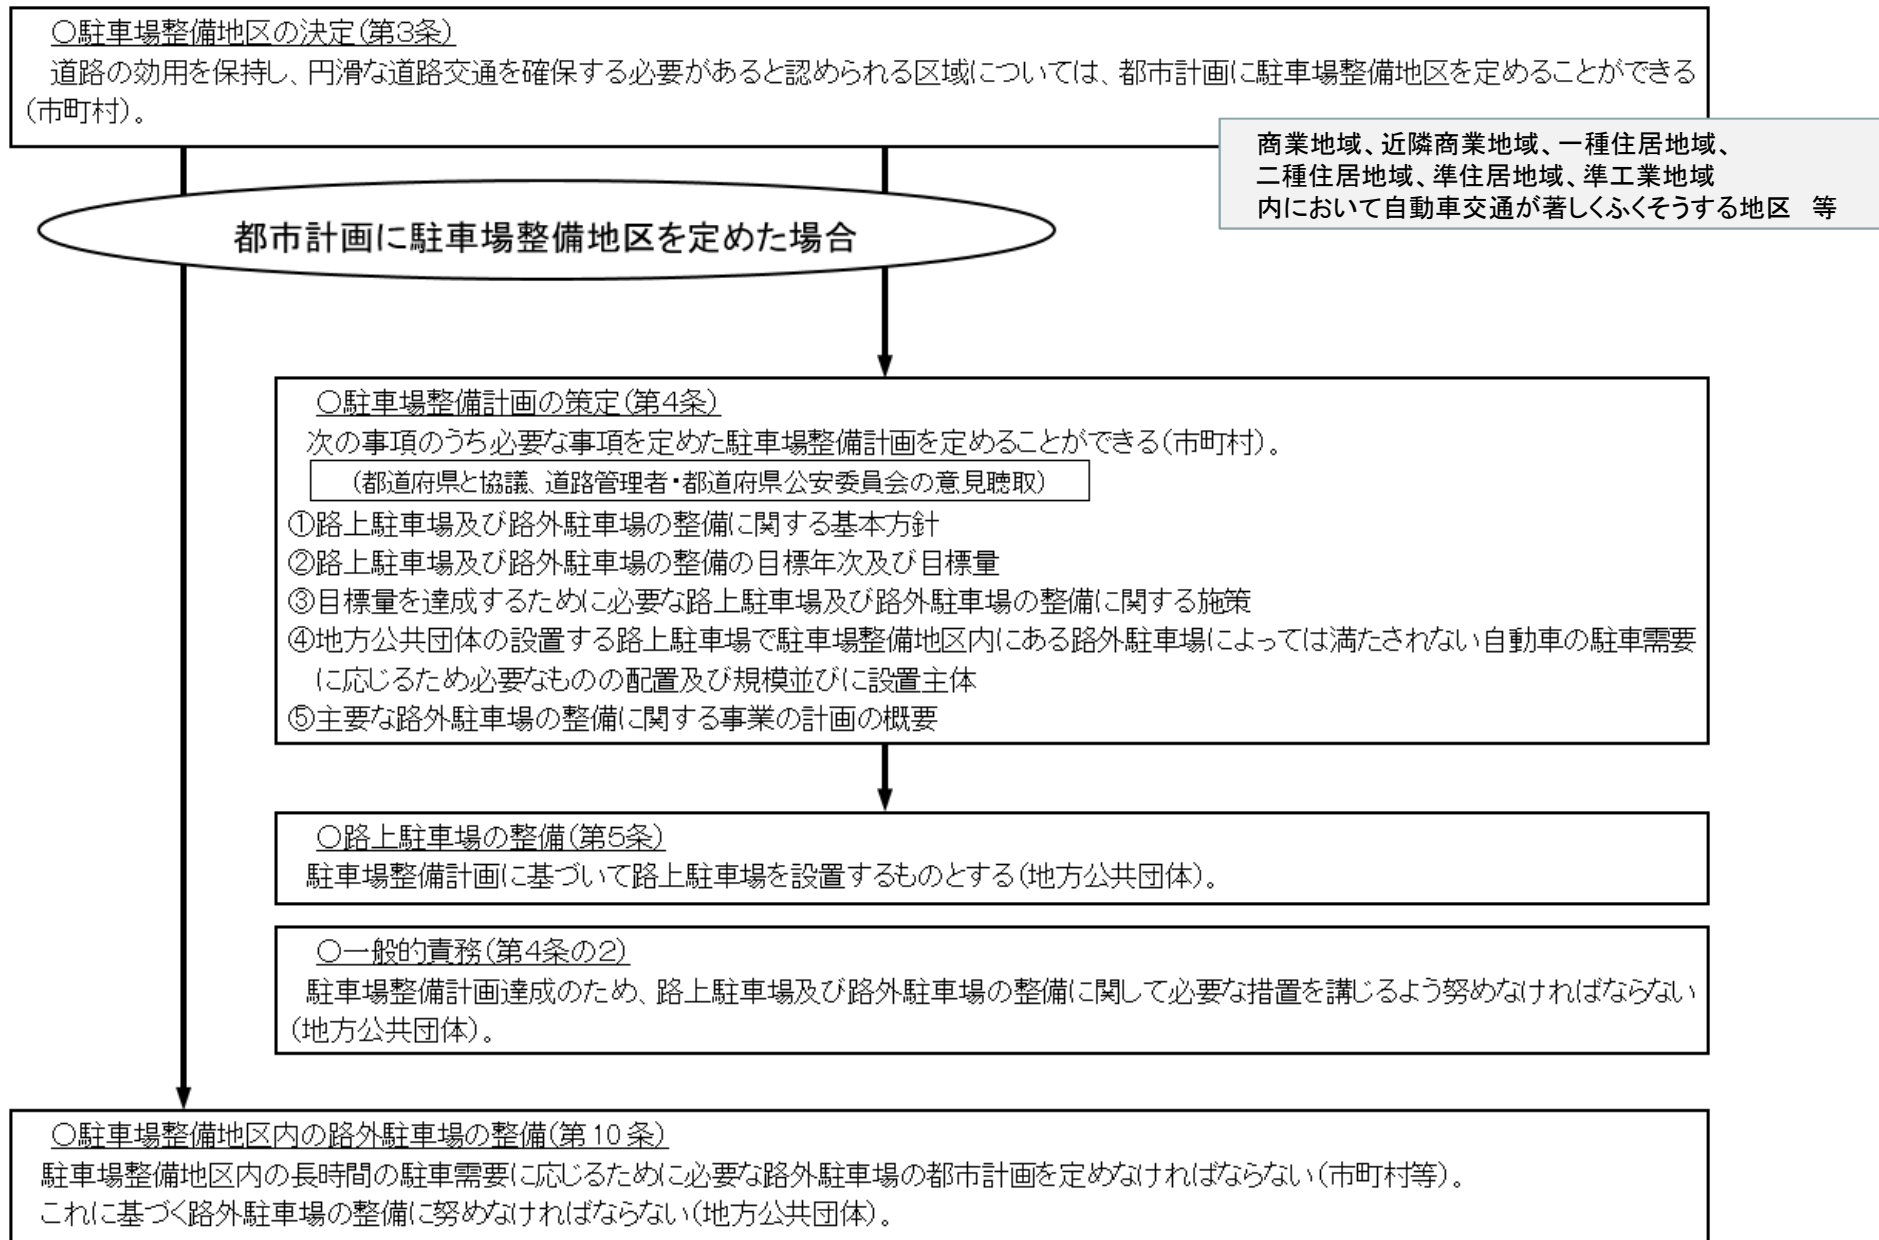 ○駐車場整備地区の決定(第3条)
道路の効用を保持し、円滑な道路交通を確保する必要があると認められる区域については、都市計画に駐車場整備地区を定めることができる
(市町村)。
商業地域、近隣商業地域、一種住居地域、
二種住居地域、準住居地域、準工業地域
内において自動車交通が著しくふくそうする地区　等
都市計画に駐車場整備地区を定めた場合
○駐車場整備計画の策定(第4条)
次の事項のうち必要な事項を定めた駐車場整備計画を定めることができる(市町村)。
(都道府県と協議、道路管理者・都道府県公安委員会の意見聴取)
①路上駐車場及び路外駐車場の整備に関する基本方針
②路上駐車場及び路外駐車場の整備の目標年次及び目標量
③目標量を達成するために必要な路上駐車場及び路外駐車場の整備に関する施策
④地方公共団体の設置する路上駐車場で駐車場整備地区内にある路外駐車場によっては満たされない自動車の駐車需要
に応じるため必要なものの配置及び規模並びに設置主体
⑤主要な路外駐車場の整備に関する事業の計画の概要
○路上駐車場の整備(第5条)
駐車場整備計画に基づいて路上駐車場を設置するものとする(地方公共団体)。
○一般的責務(第4条の2)
駐車場整備計画達成のため、路上駐車場及び路外駐車場の整備に関して必要な措置を講じるよう努めなければならない
(地方公共団体)。
○駐車場整備地区内の路外駐車場の整備(第10条)
駐車場整備地区内の長時間の駐車需要に応じるために必要な路外駐車場の都市計画を定めなければならない(市町村等)。
これに基づく路外駐車場の整備に努めなければならない(地方公共団体)。